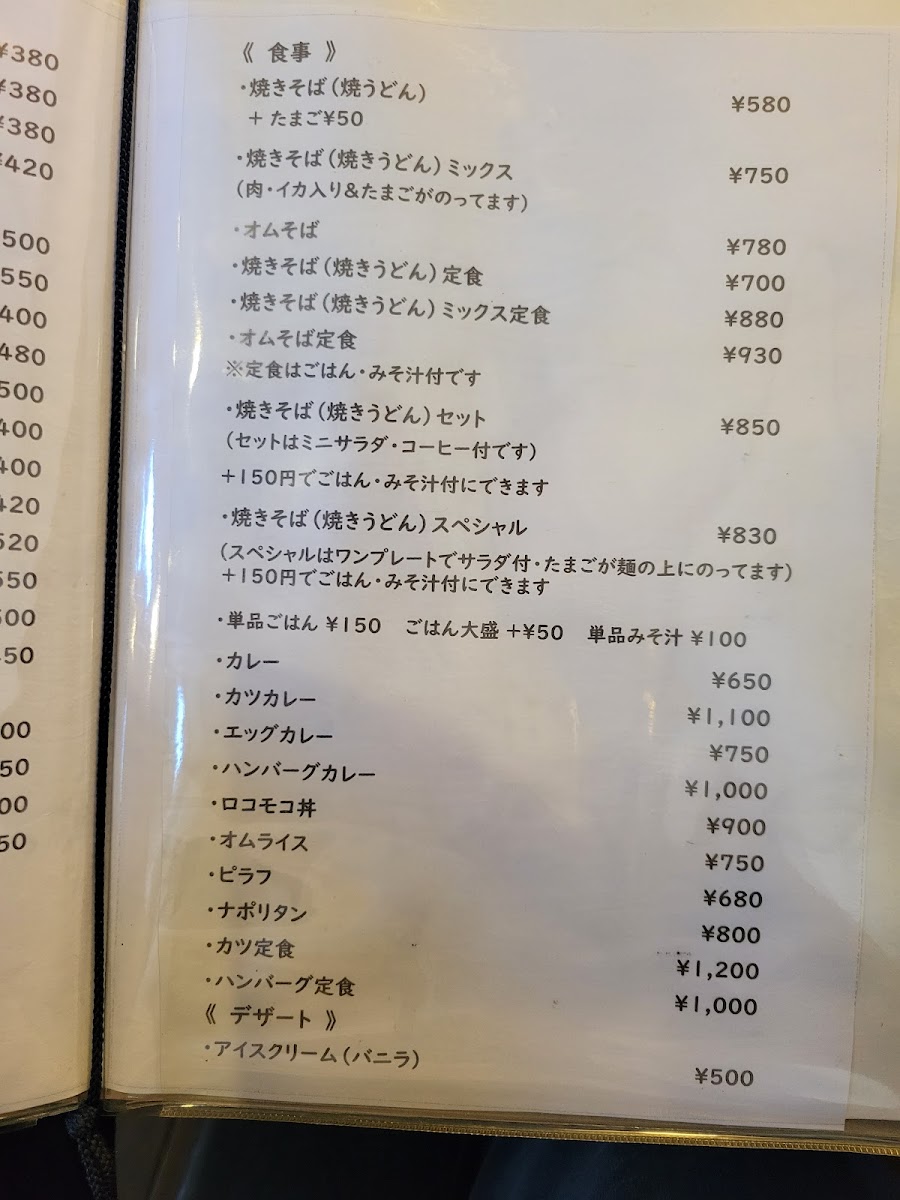 ¥380
¥380
¥380
¥420
500
550
400
480
500
400
400
420
520
550
500
50
00
50
00
50
《 食事 》
・焼きそば（焼うどん） ¥580
+ たまご¥50
・焼きそば（焼きうどん）ミックス ¥750
（肉・イカ入り&たまごがのってます）
・オムそば ¥780
・焼きそば（焼きうどん）定食 ¥700
・焼きそば（焼きうどん）ミックス定食 ¥880
・オムそば定食 ¥930
※定食はごはん・みそ汁付です
・焼きそば（焼きうどん）セット ¥850
（セットはミニサラダ・コーヒー付です）
+150円でごはん・みそ汁付にできます
・焼きそば（焼きうどん）スペシャル ¥830
（スペシャルはワンプレートでサラダ付・たまごが麺の上にのってます）
+150円でごはん・みそ汁付にできます
・単品ごはん ¥150 ごはん大盛 +¥50 単品みそ汁 ¥100
・カレー ¥650
・カツカレー ¥1,100
・エッグカレー ¥750
・ハンバーグカレー ¥1,000
・ロコモコ丼 ¥900
・オムライス ¥750
・ピラフ ¥680
・ナポリタン ¥800
・カツ定食 ¥1,200
・ハンバーグ定食 ¥1,000
《 デザート 》
・アイスクリーム（バニラ） ¥500